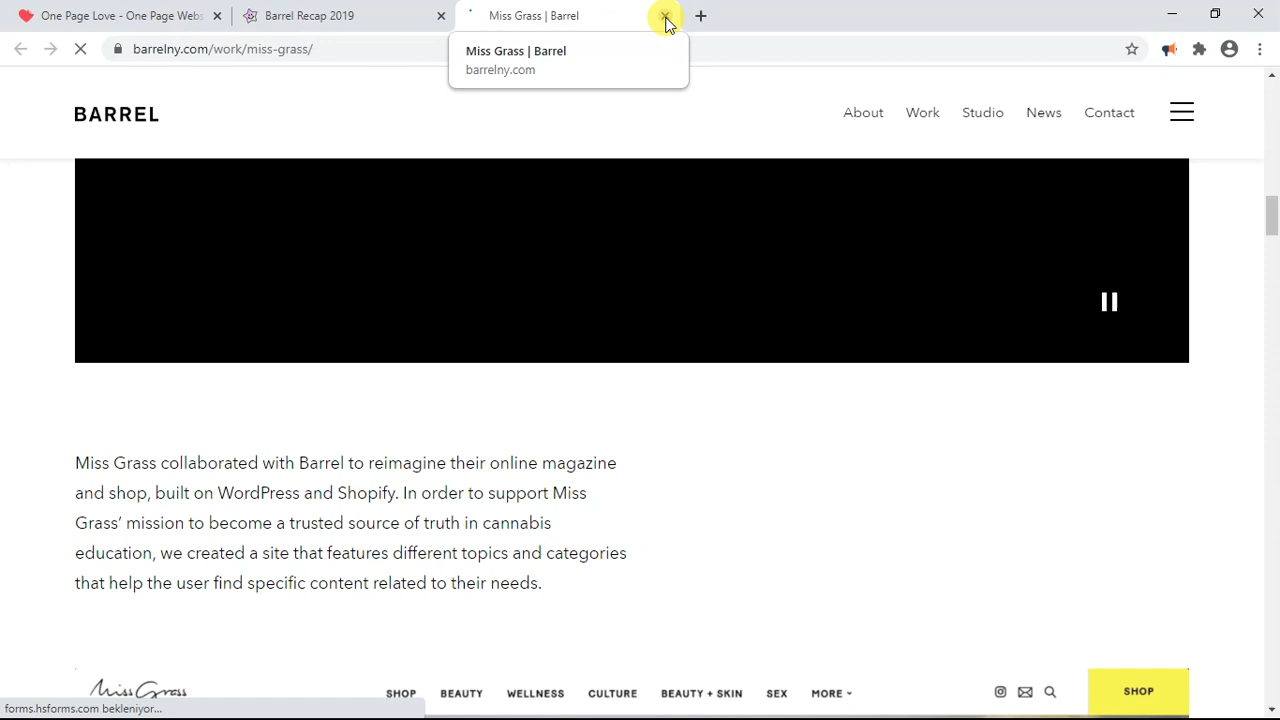 One Page Love - One Page Webs
Barrel Recap 2019
Miss Grass | Barrel
barrelny.com/work/miss-grass/
Miss Grass | Barrel
barrelny.com
BARREL
About
Work
Studio
News
Contact
Miss Grass collaborated with Barrel to reimagine their online magazine
and shop, built on WordPress and Shopify. In order to support Miss
Grass’ mission to become a trusted source of truth in cannabis
education, we created a site that features different topics and categories
that help the user find specific content related to their needs.
Miss Grass
SHOP
BEAUTY
WELLNESS
CULTURE
BEAUTY + SKIN
SEX
MORE
SHOP
forms.hsforms.com bekleniyor...